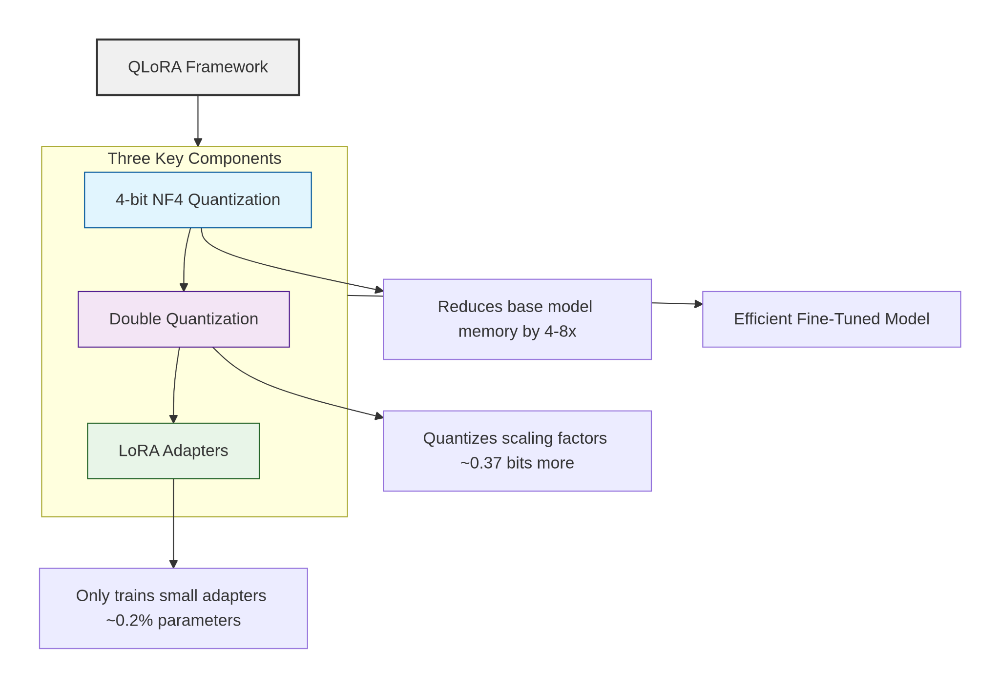 QLoRA Framework
Three Key Components
4-bit NF4 Quantization
Double Quantization
Reduces base model
memory by 4-8x
Efficient Fine-Tuned Model
LoRA Adapters
Quantizes scaling factors
~0.37 bits more
Only trains small adapters
~0.2% parameters